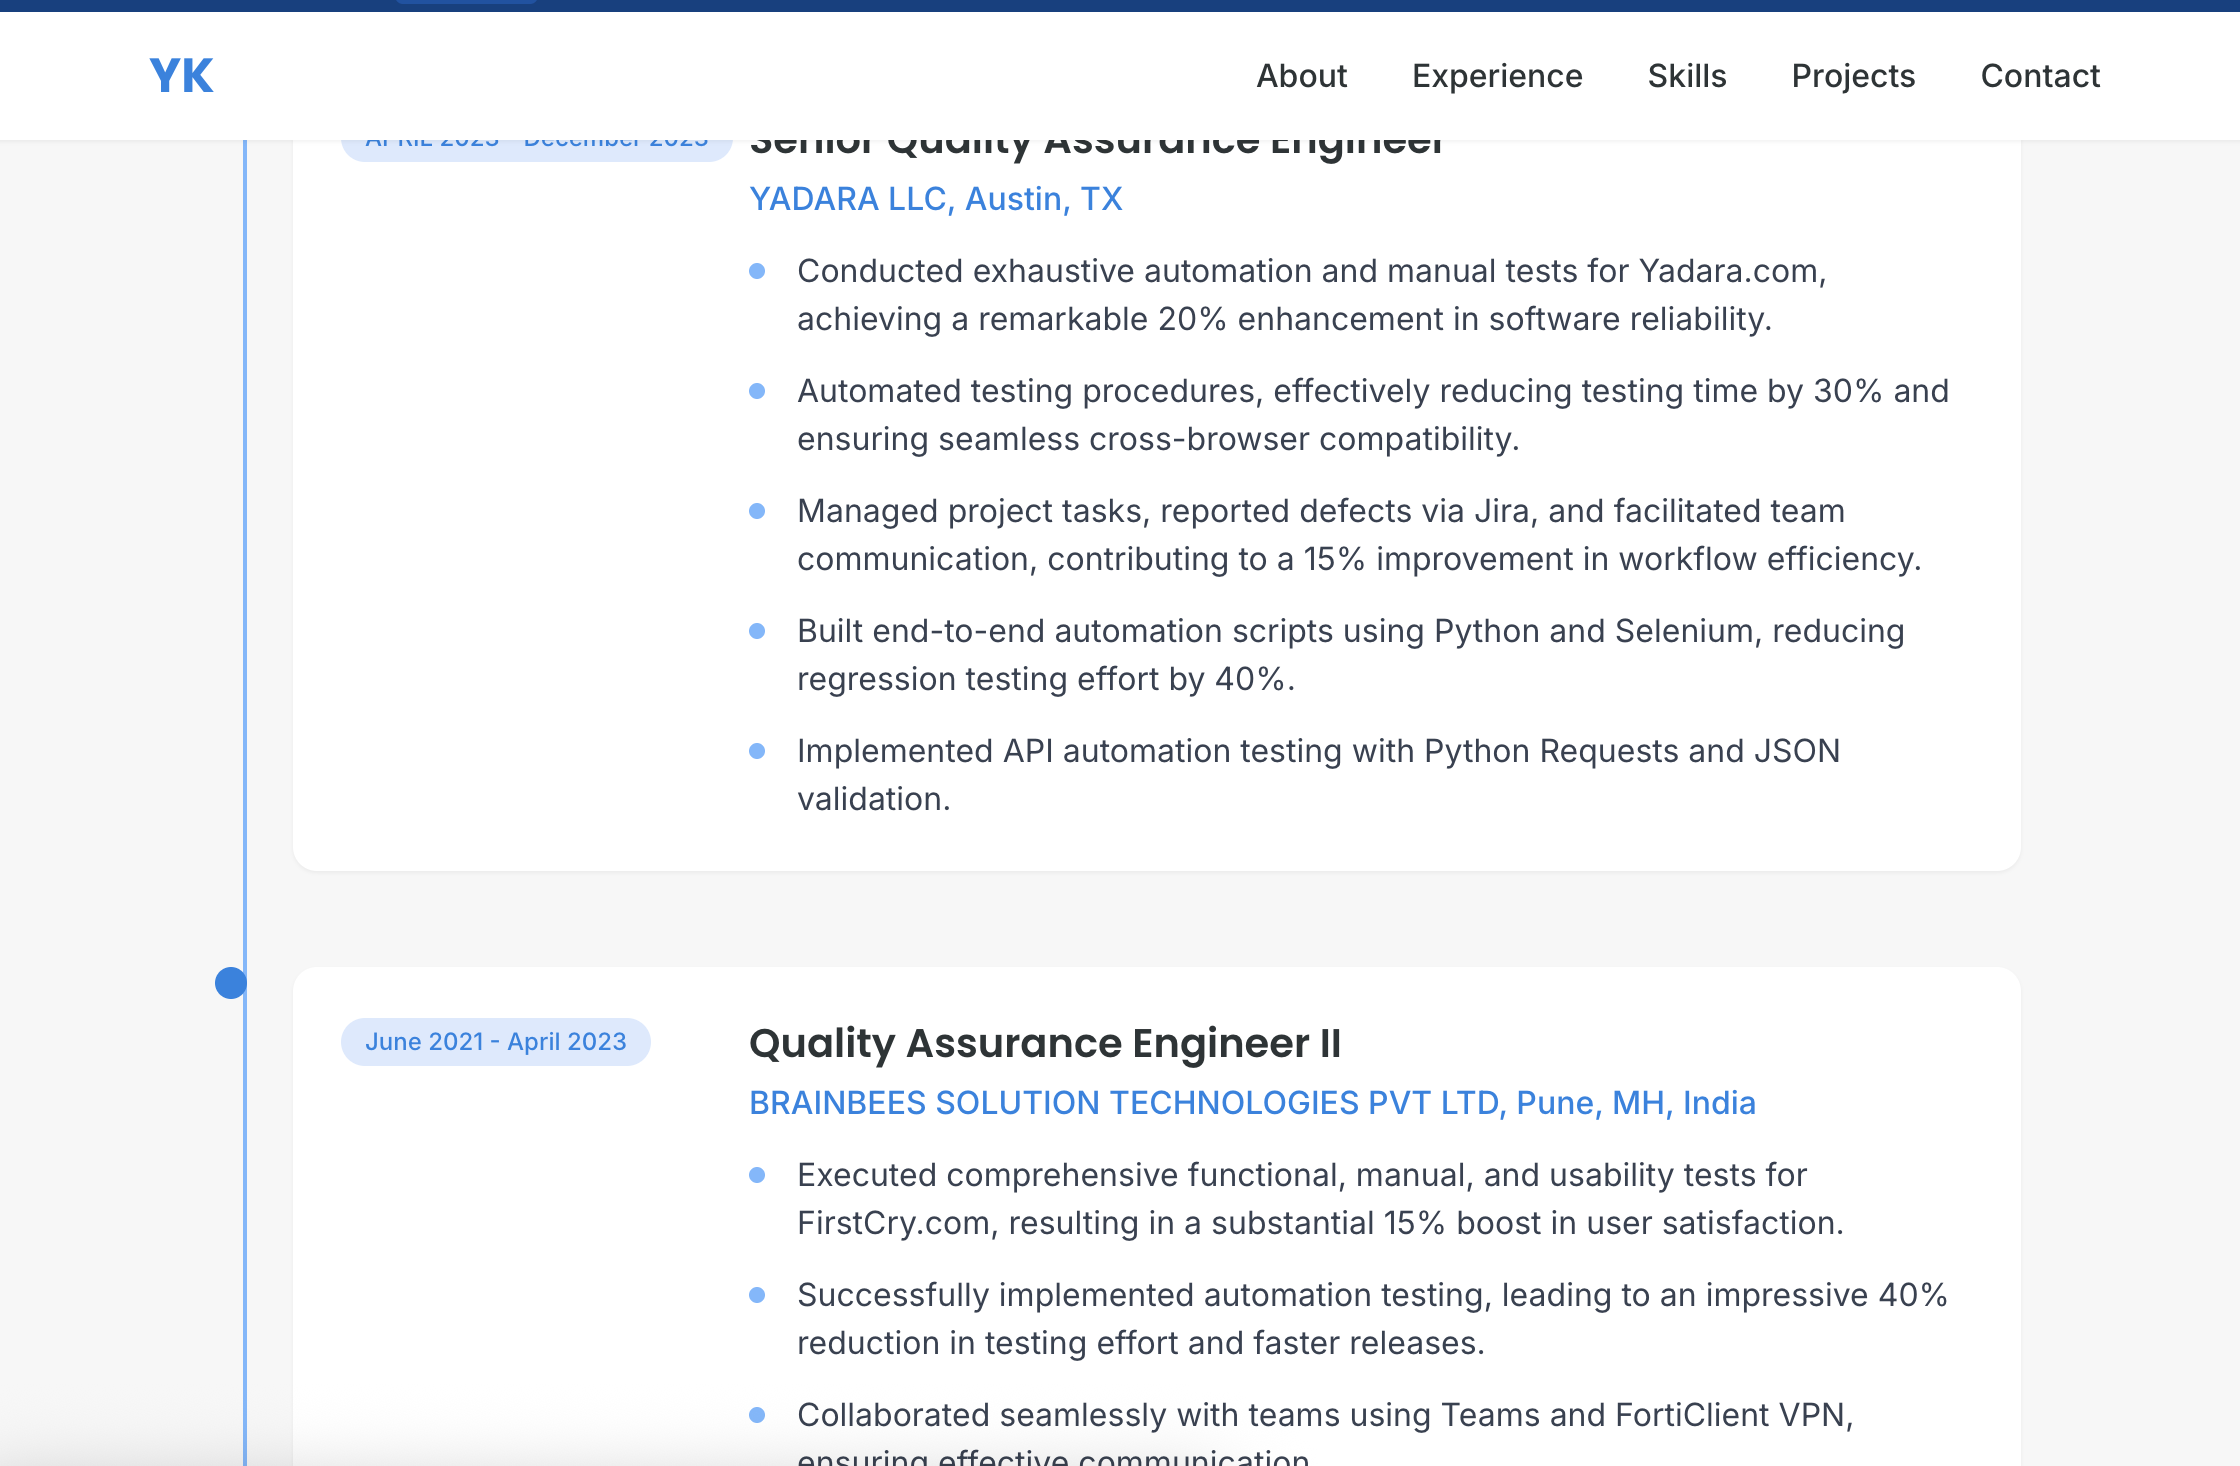 YK
About Experience Skills Projects Contact
APRIL 2023 - December 2023
Senior Quality Assurance Engineer
YADARA LLC, Austin, TX
Conducted exhaustive automation and manual tests for Yadara.com,
achieving a remarkable 20% enhancement in software reliability.
Automated testing procedures, effectively reducing testing time by 30% and
ensuring seamless cross-browser compatibility.
Managed project tasks, reported defects via Jira, and facilitated team
communication, contributing to a 15% improvement in workflow efficiency.
Built end-to-end automation scripts using Python and Selenium, reducing
regression testing effort by 40%.
Implemented API automation testing with Python Requests and JSON
validation.
June 2021 - April 2023
Quality Assurance Engineer II
BRAINBEES SOLUTION TECHNOLOGIES PVT LTD, Pune, MH, India
Executed comprehensive functional, manual, and usability tests for
FirstCry.com, resulting in a substantial 15% boost in user satisfaction.
Successfully implemented automation testing, leading to an impressive 40%
reduction in testing effort and faster releases.
Collaborated seamlessly with teams using Teams and FortiClient VPN,
ensuring effective communication.